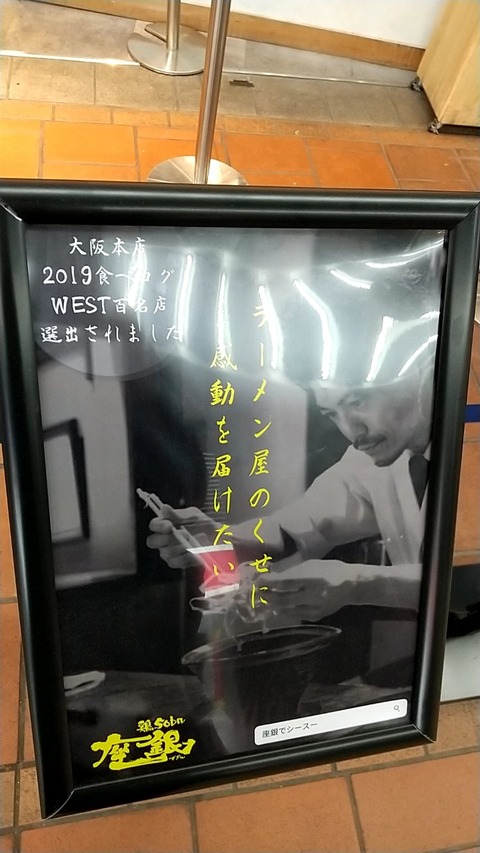 大阪本店
2019食べログ
WEST百名店
選出されました
ラーメン屋のくせに
感動を届けたい
鶏Soba
座銀
座銀でシースー